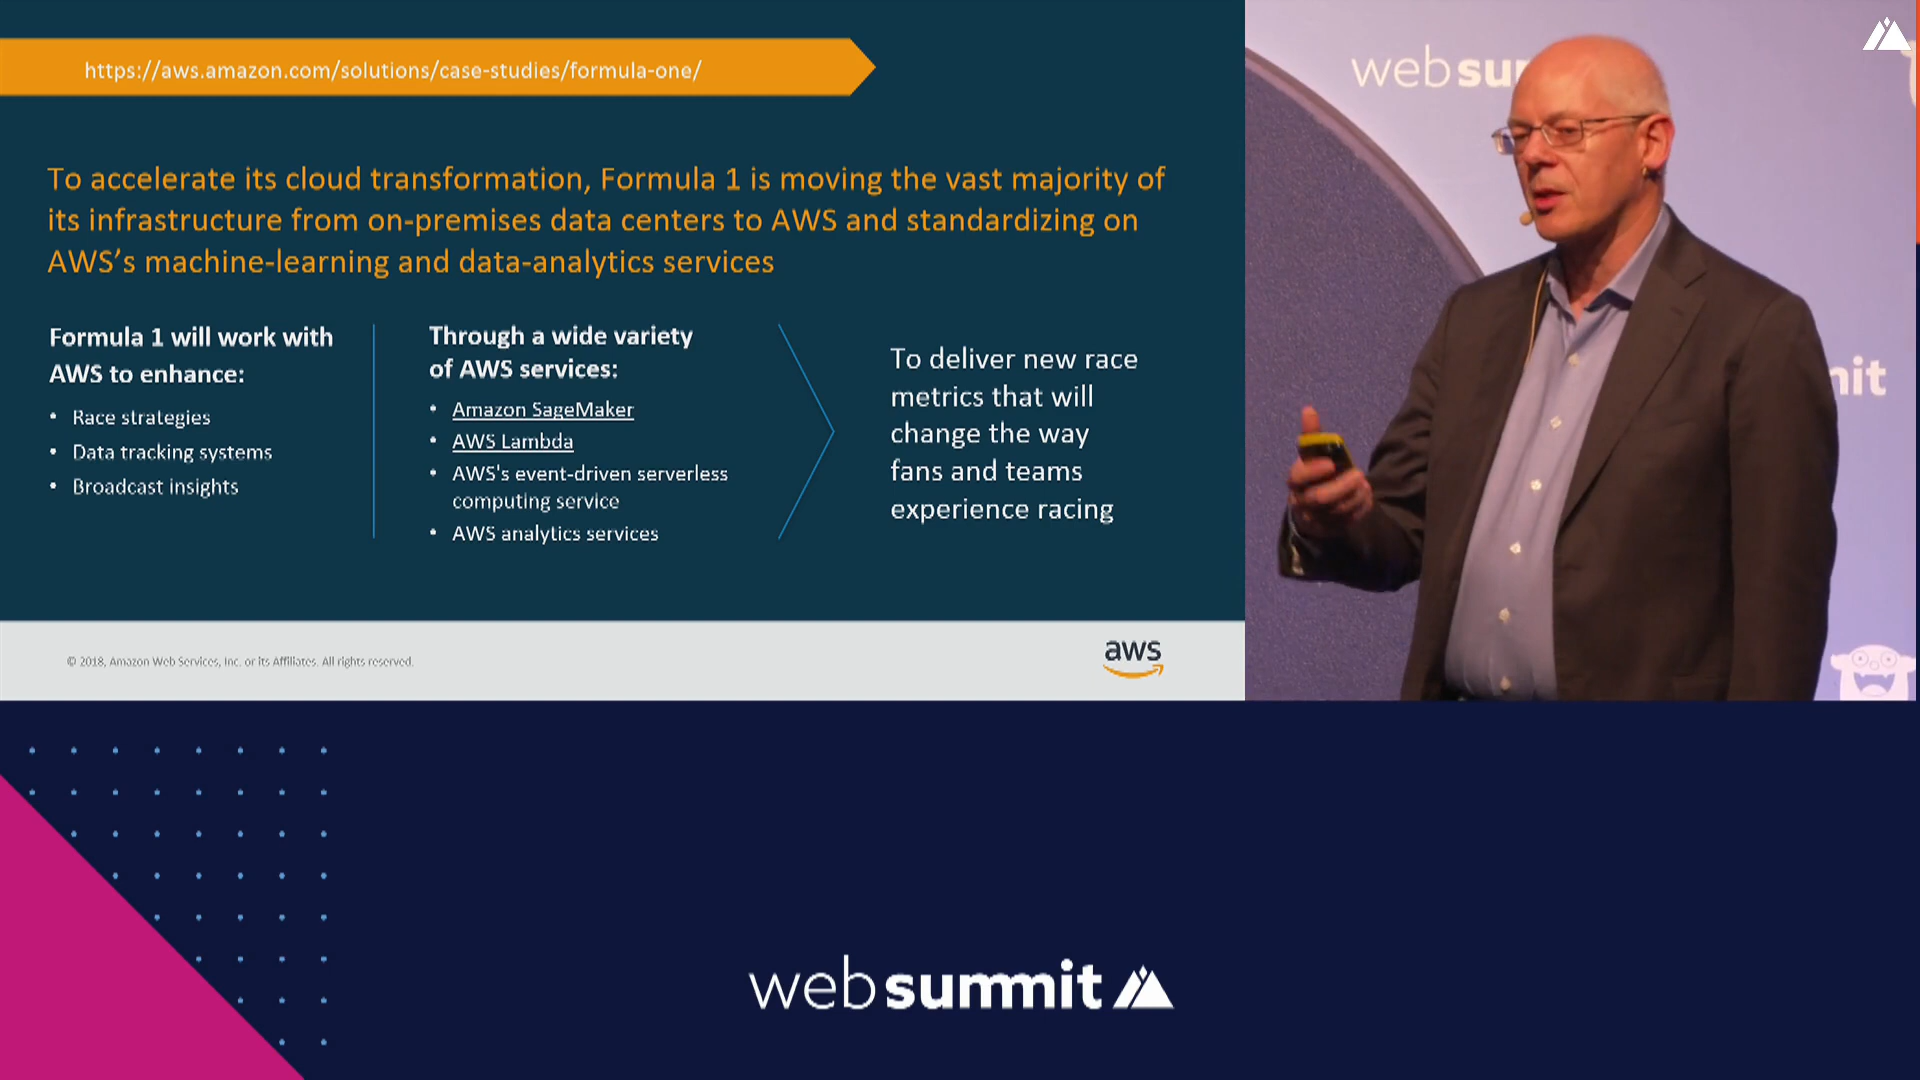 https://aws.amazon.com/solutions/case-studies/formula-one/
To accelerate its cloud transformation, Formula 1 is moving the vast majority of
its infrastructure from on-premises data centers to AWS and standardizing on
AWS’s machine-learning and data-analytics services
Formula 1 will work with
AWS to enhance:
• Race strategies
• Data tracking systems
• Broadcast insights
Through a wide variety
of AWS services:
• Amazon SageMaker
• AWS Lambda
• AWS's event-driven serverless
computing service
• AWS analytics services
To deliver new race
metrics that will
change the way
fans and teams
experience racing
© 2018, Amazon Web Services, Inc. or its Affiliates. All rights reserved.
aws
web su
nit
web summit